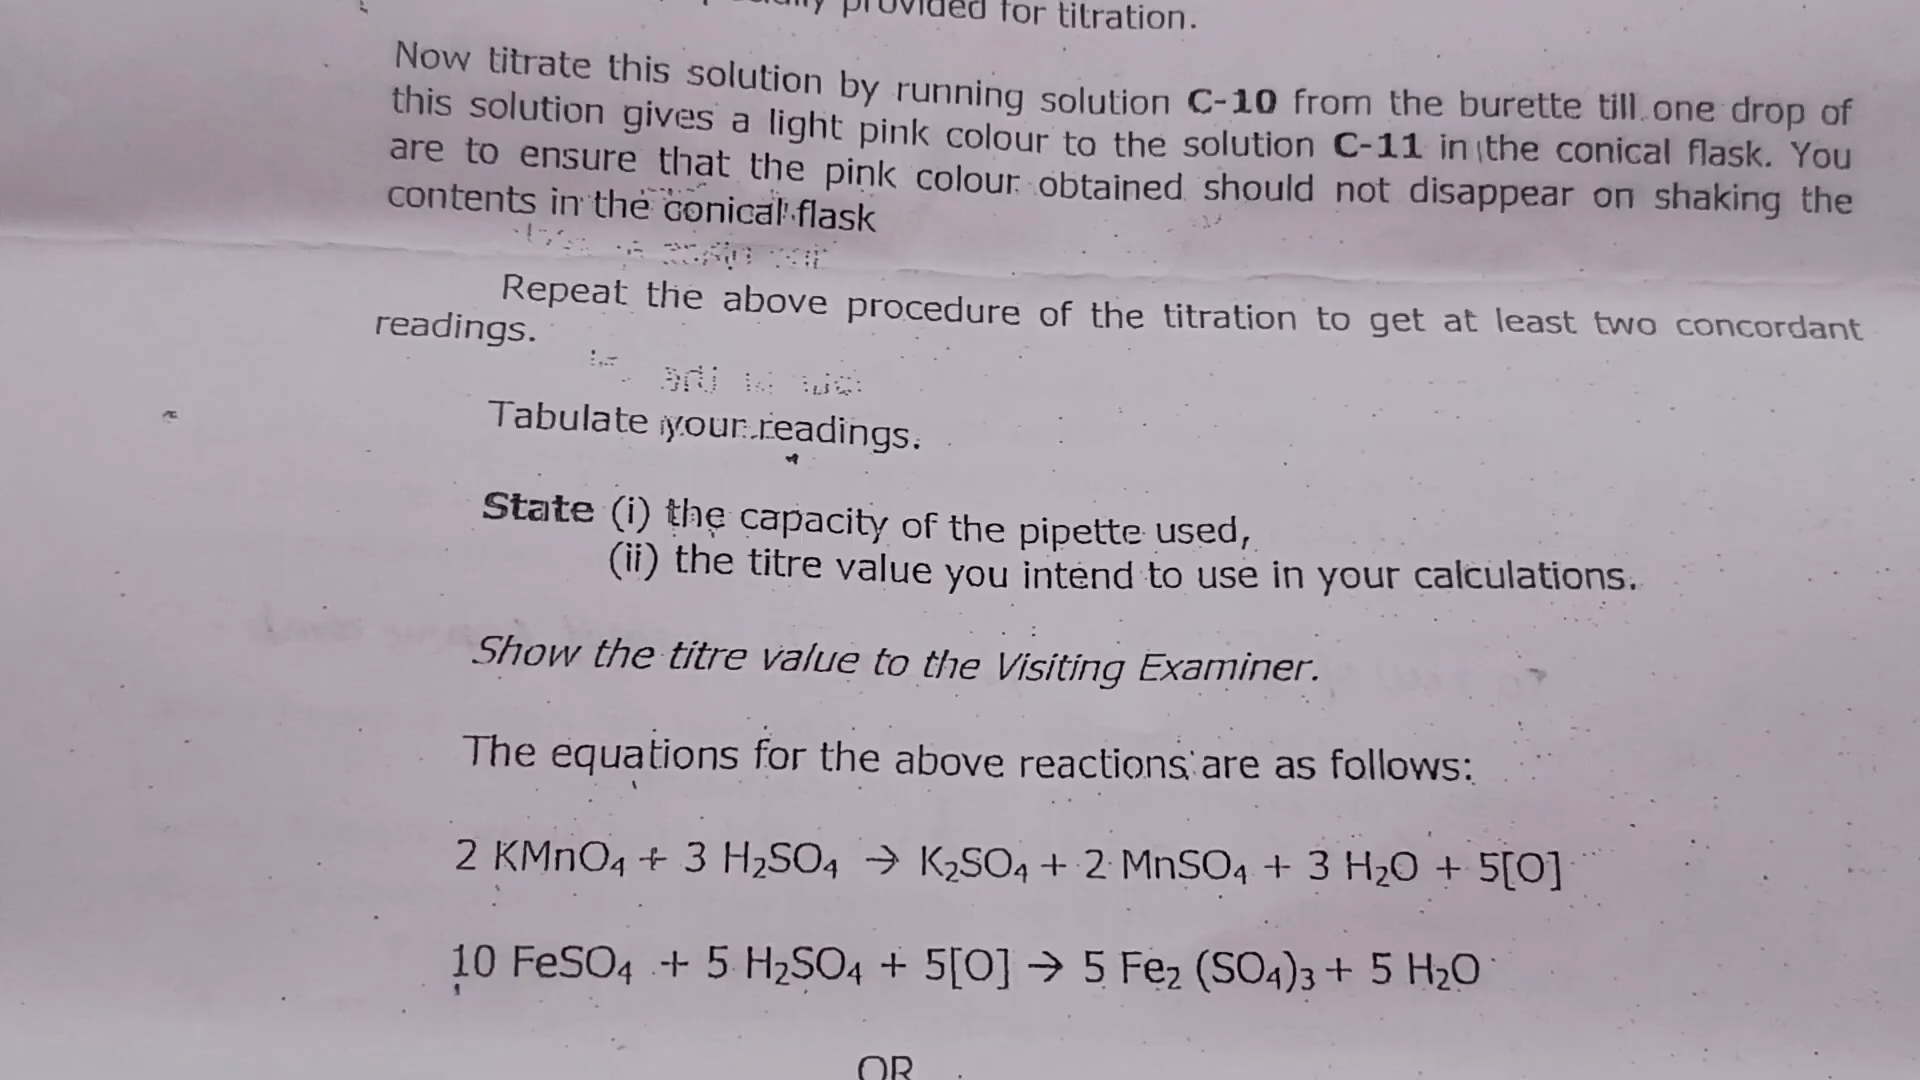 provided for titration.
Now titrate this solution by running solution C-10 from the burette till one drop of
this solution gives a light pink colour to the solution C-11 in the conical flask. You
are to ensure that the pink colour obtained should not disappear on shaking the
contents in the conical flask
Repeat the above procedure of the titration to get at least two concordant
readings.
Tabulate your readings.
State (i) the capacity of the pipette used,
(ii) the titre value you intend to use in your calculations.
Show the titre value to the Visiting Examiner.
The equations for the above reactions are as follows:
2 KMnO₄ + 3 H₂SO₄ → K₂SO₄ + 2 MnSO₄ + 3 H₂O + 5[O]
10 FeSO₄ + 5 H₂SO₄ + 5[O] → 5 Fe₂ (SO₄)₃ + 5 H₂O
OR